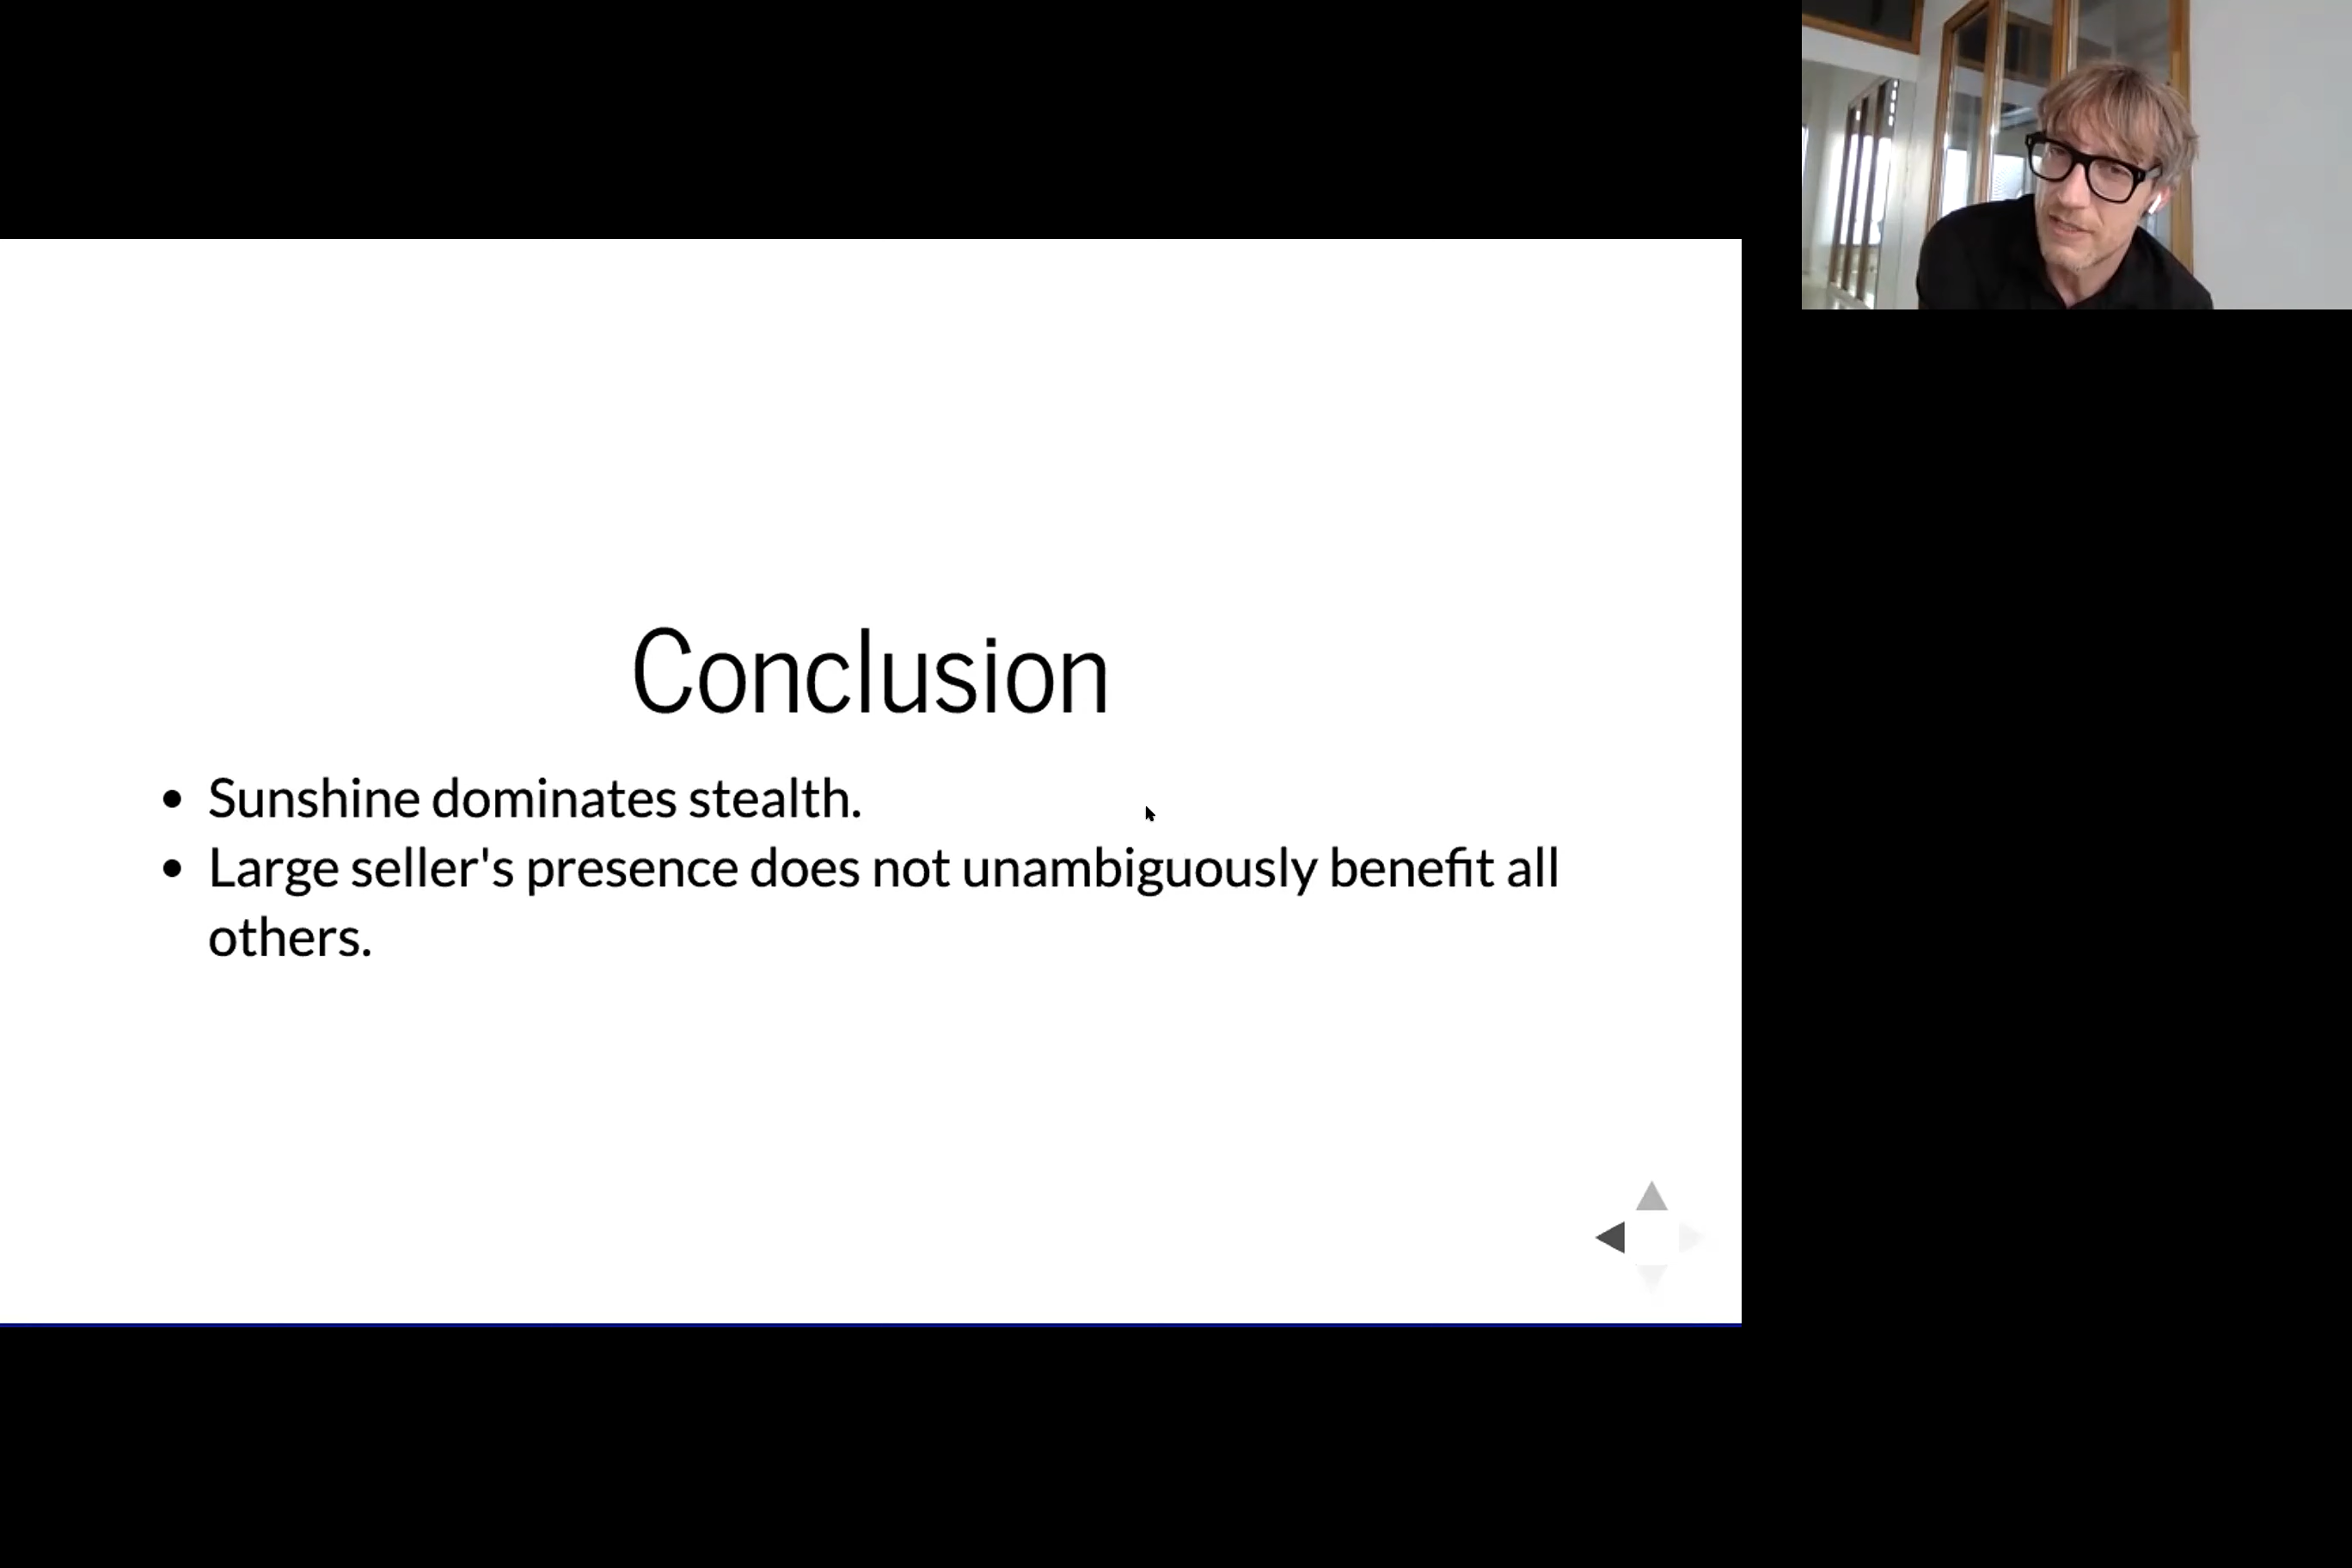 Conclusion
• Sunshine dominates stealth.
• Large seller's presence does not unambiguously benefit all
others.